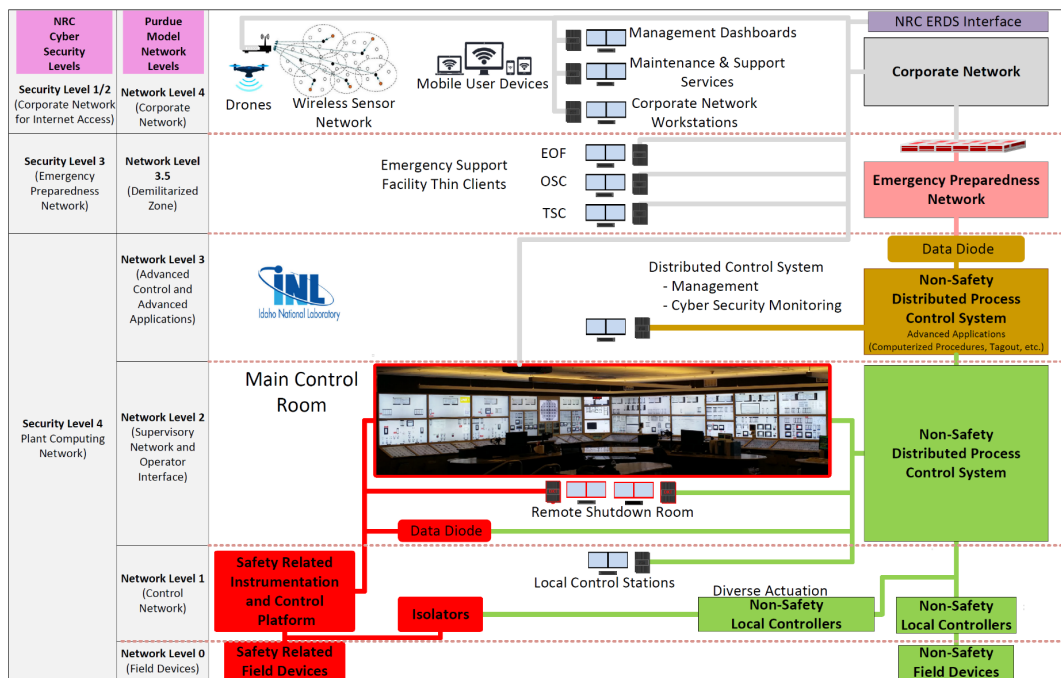 NRC
Cyber
Security
Levels
Purdue
Model
Network
Levels
Security Level 1/2
(Corporate Network
for Internet Access)
Network Level 4
(Corporate
Network)
Drones
Wireless Sensor
Network
Mobile User Devices
Management Dashboards
Maintenance & Support
Services
Corporate Network
Workstations
NRC ERDS Interface
Corporate Network
Security Level 3
(Emergency
Preparedness
Network)
Network Level
3.5
(Demilitarized
Zone)
Emergency Support
Facility Thin Clients
EOF
OSC
TSC
Emergency Preparedness
Network
Security Level 4
Plant Computing
Network)
Network Level 3
(Advanced
Control and
Advanced
Applications)
INL
Idaho National Laboratory
Distributed Control System
- Management
- Cyber Security Monitoring
Data Diode
Non-Safety
Distributed Process
Control System
Advanced Applications
(Computerized Procedures, Tagout, etc.)
Network Level 2
(Supervisory
Network and
Operator
Interface)
Main Control
Room
Remote Shutdown Room
Data Diode
Non-Safety
Distributed Process
Control System
Network Level 1
(Control
Network)
Safety Related
Instrumentation
and Control
Platform
Local Control Stations
Isolators
Diverse Actuation
Non-Safety
Local Controllers
Non-Safety
Local Controllers
Network Level 0
(Field Devices)
Safety Related
Field Devices
Non-Safety
Field Devices